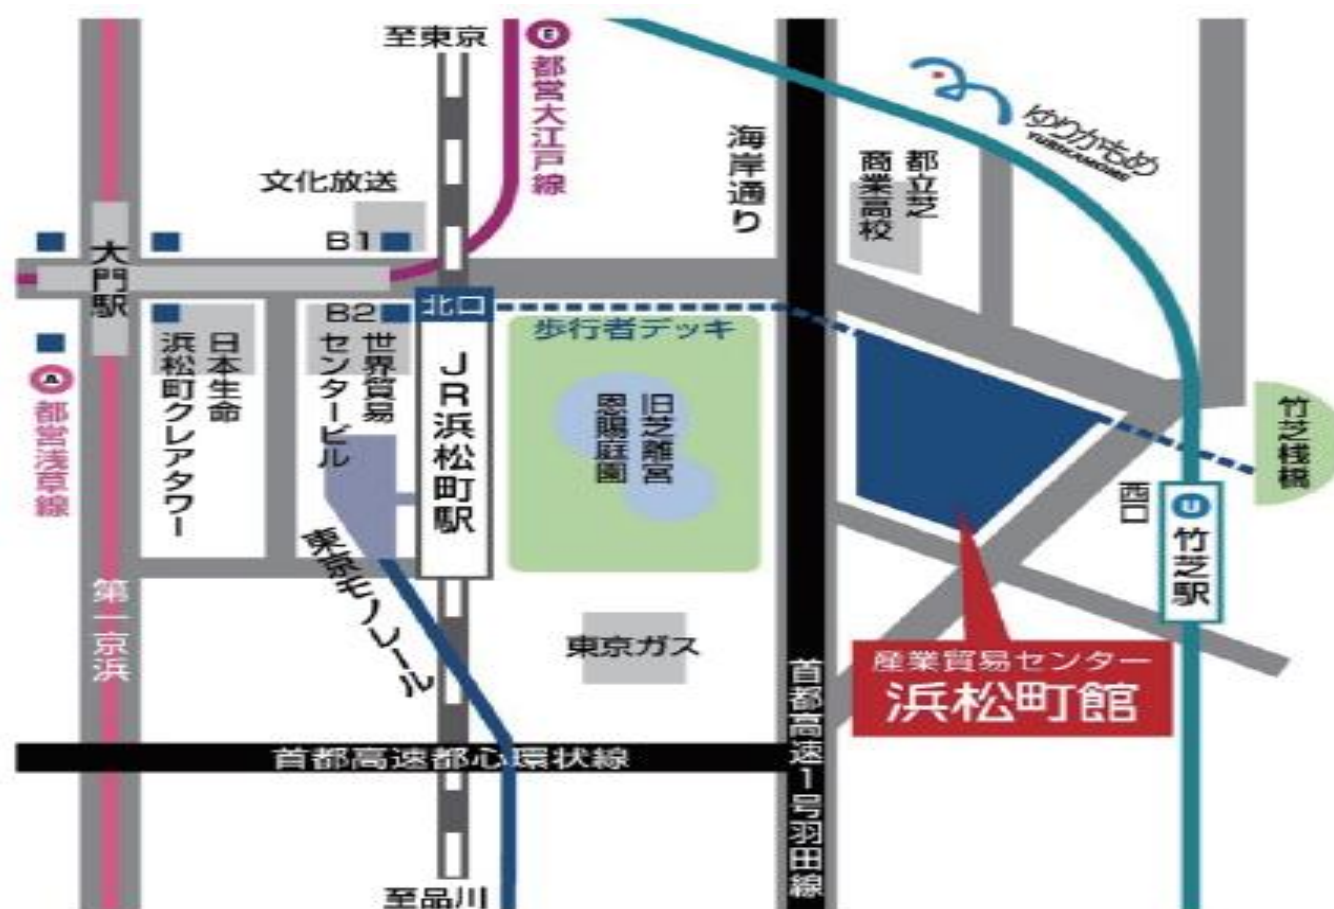 至東京
E
都営大江戸線
海岸通り
ゆりかもめ
YURIKAMOME
都立芝
商業高校
文化放送
B1
大門駅
B2
北口
歩行者デッキ
A
都営浅草線
日本生命
浜松町クレアタワー
世界貿易
センタービル
JR浜松町駅
旧芝離宮
恩賜庭園
竹芝桟橋
西口
U
竹芝駅
東京モノレール
第一京浜
東京ガス
産業貿易センター
浜松町館
首都高速都心環状線
首都高速1号羽田線
至品川